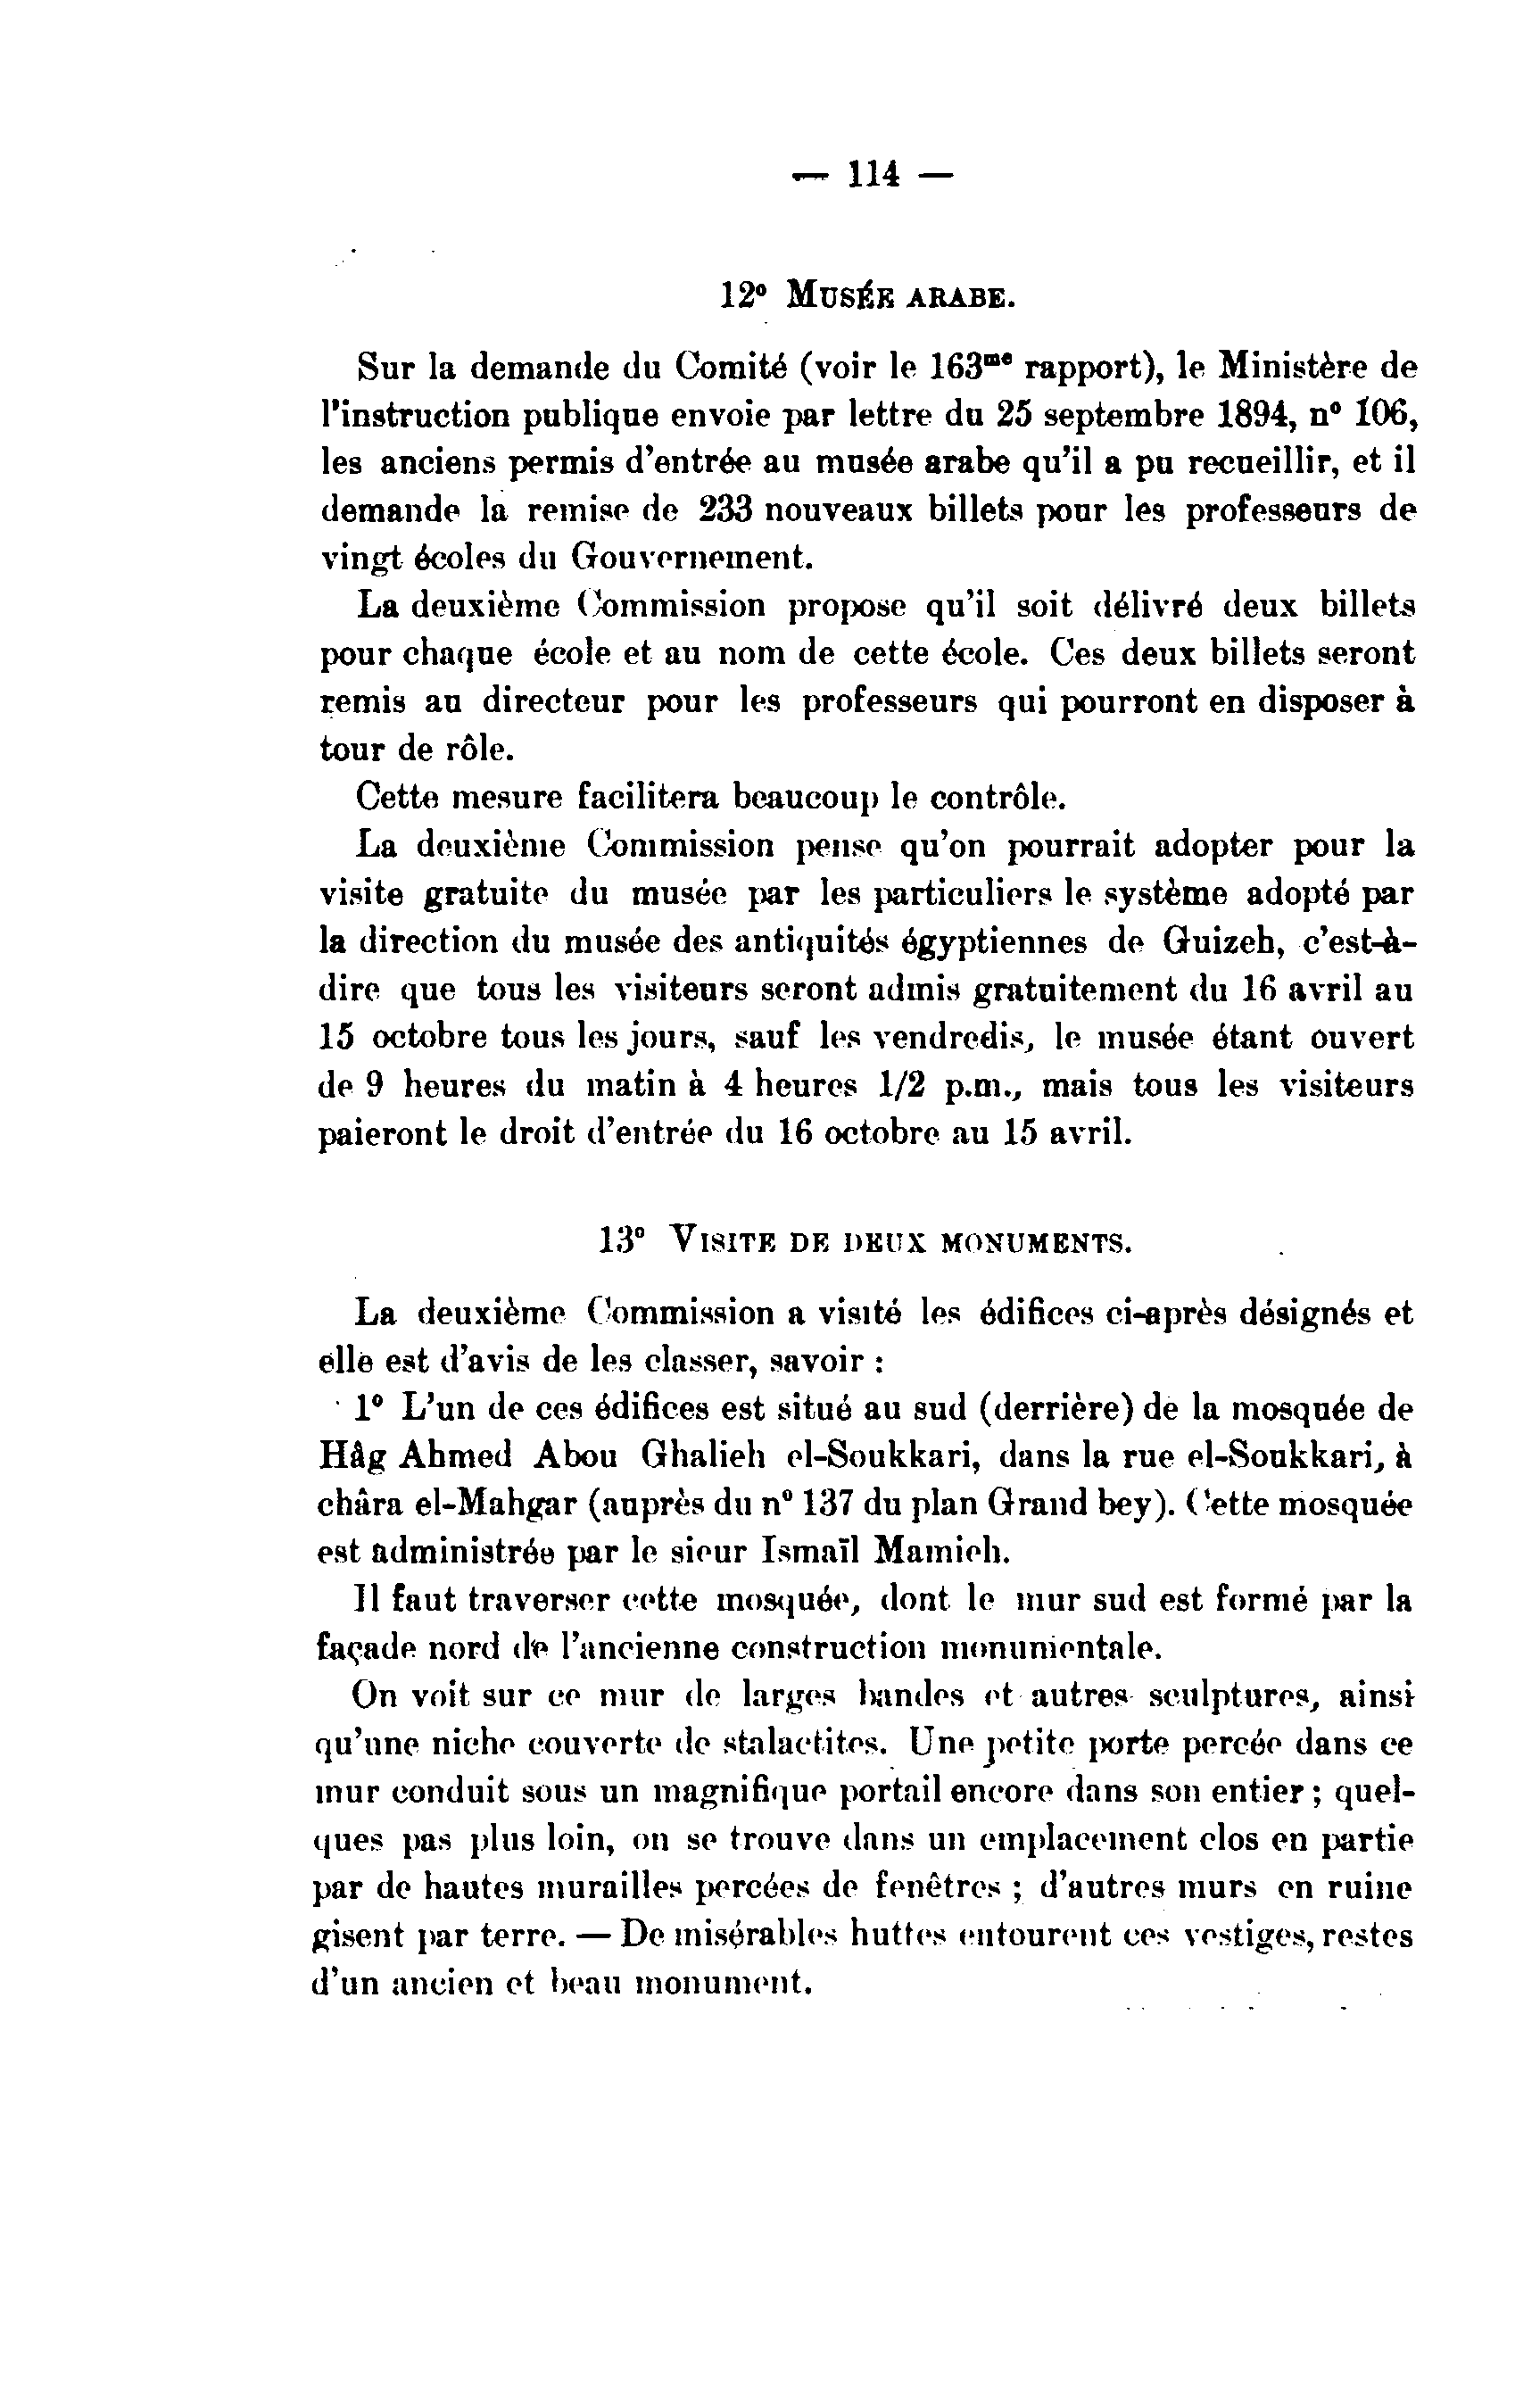 — 114 —
12° MUSÉE ARABE.
Sur la demande du Comité (voir le 163me rapport), le Ministère de
l'instruction publique envoie par lettre du 25 septembre 1894, n° 106,
les anciens permis d'entrée au musée arabe qu'il a pu recueillir, et il
demande la remise de 233 nouveaux billets pour les professeurs de
vingt écoles du Gouvernement.
La deuxième Commission propose qu'il soit délivré deux billets
pour chaque école et au nom de cette école. Ces deux billets seront
remis au directeur pour les professeurs qui pourront en disposer à
tour de rôle.
Cette mesure facilitera beaucoup le contrôle.
La deuxième Commission pense qu'on pourrait adopter pour la
visite gratuite du musée par les particuliers le système adopté par
la direction du musée des antiquités égyptiennes de Guizeh, c'est-à-
dire que tous les visiteurs seront admis gratuitement du 16 avril au
15 octobre tous les jours, sauf les vendredis, le musée étant ouvert
de 9 heures du matin à 4 heures 1/2 p.m., mais tous les visiteurs
paieront le droit d'entrée du 16 octobre au 15 avril.
13° VISITE DE DEUX MONUMENTS.
La deuxième Commission a visité les édifices ci-après désignés et
elle est d'avis de les classer, savoir :
1° L'un de ces édifices est situé au sud (derrière) de la mosquée de
Hâg Ahmed Abou Ghalieh el-Soukkari, dans la rue el-Soukkari, à
châra el-Mahgar (auprès du n° 137 du plan Grand bey). Cette mosquée
est administrée par le sieur Ismaïl Mamieh.
Il faut traverser cette mosquée, dont le mur sud est formé par la
façade nord de l'ancienne construction monumentale.
On voit sur ce mur de larges bandes et autres sculptures, ainsi
qu'une niche couverte de stalactites. Une petite porte percée dans ce
mur conduit sous un magnifique portail encore dans son entier ; quel-
ques pas plus loin, on se trouve dans un emplacement clos en partie
par de hautes murailles percées de fenêtres ; d'autres murs en ruine
gisent par terre. — De misérables huttes entourent ces vestiges, restes
d'un ancien et beau monument.